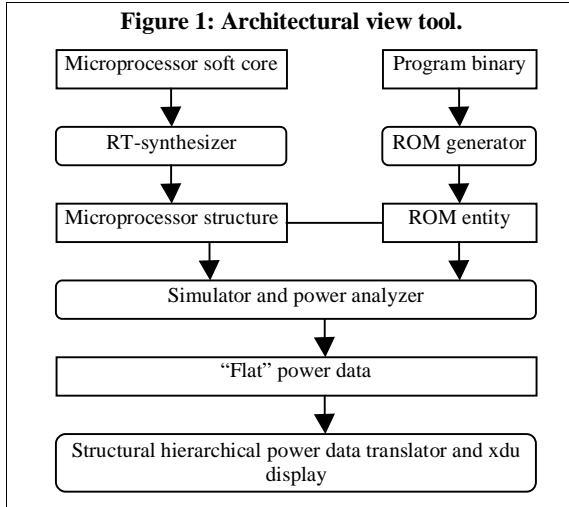 Figure 1: Architectural view tool.
Microprocessor soft core
Program binary
RT-synthesizer
ROM generator
Microprocessor structure
ROM entity
Simulator and power analyzer
“Flat” power data
Structural hierarchical power data translator and xdu
display